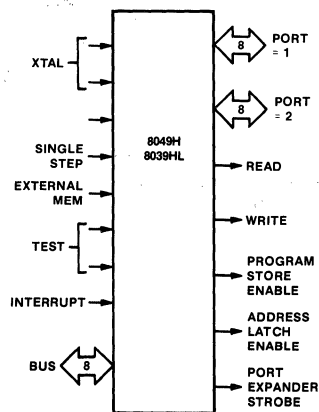 XTAL
SINGLE
STEP
EXTERNAL
MEM
TEST
INTERRUPT
BUS
8
8049H
8039HL
8
PORT
= 1
8
PORT
= 2
READ
WRITE
PROGRAM
STORE
ENABLE
ADDRESS
LATCH
ENABLE
PORT
EXPANDER
STROBE